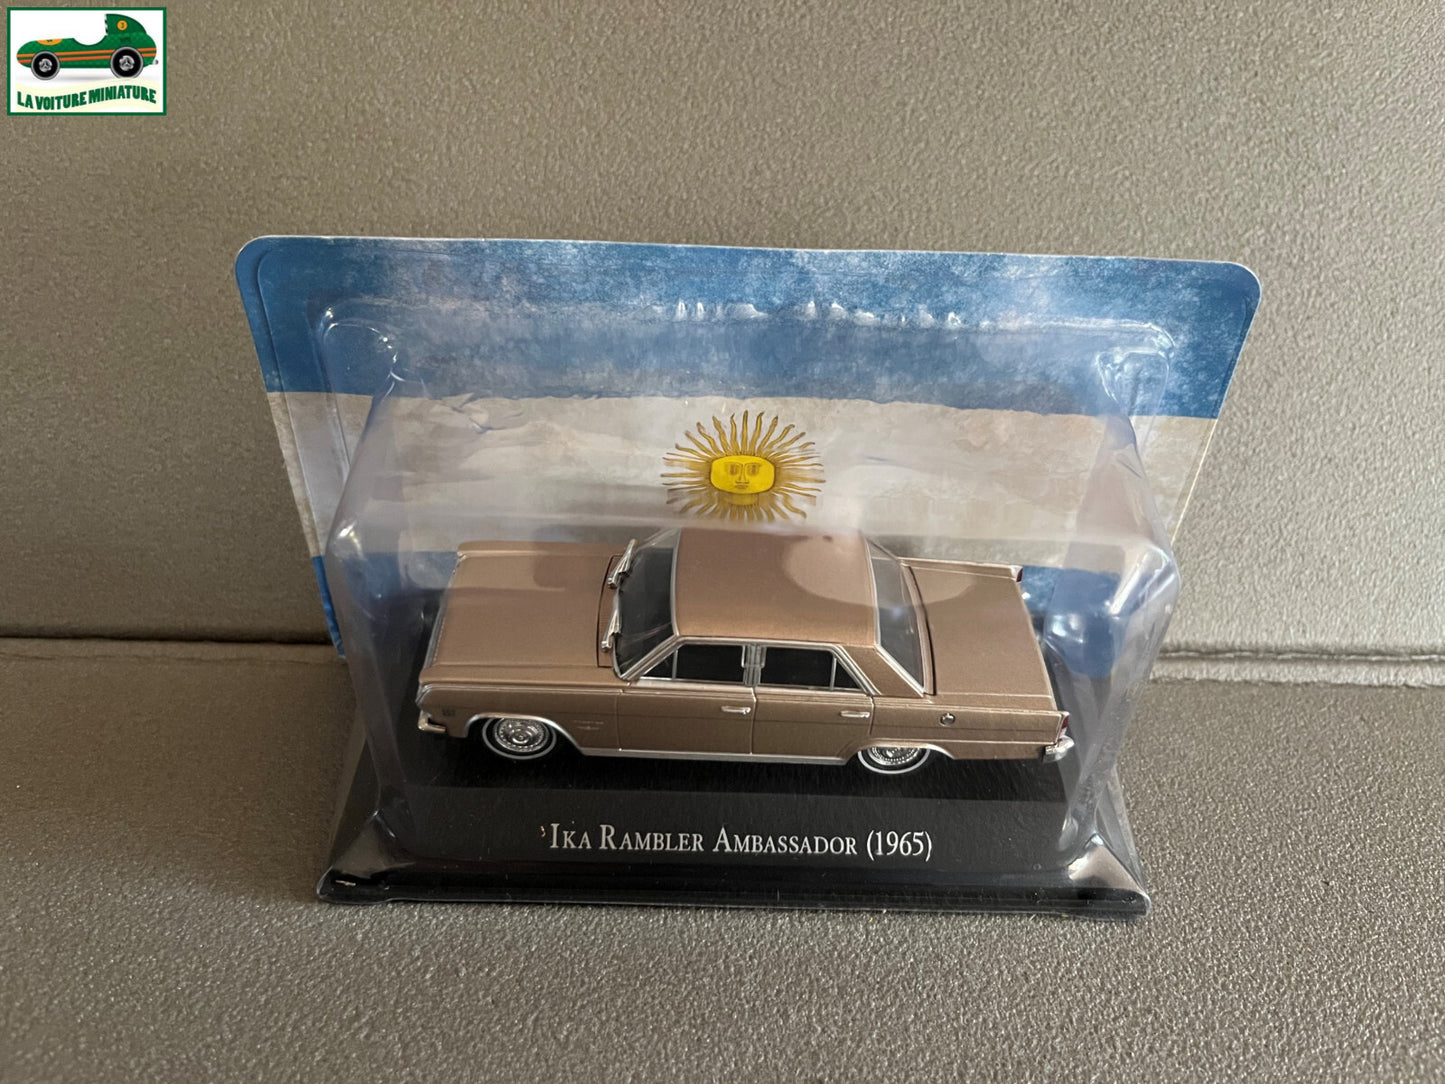 LA VOITURE MINIATURE
Ika Rambler Ambassador (1965)